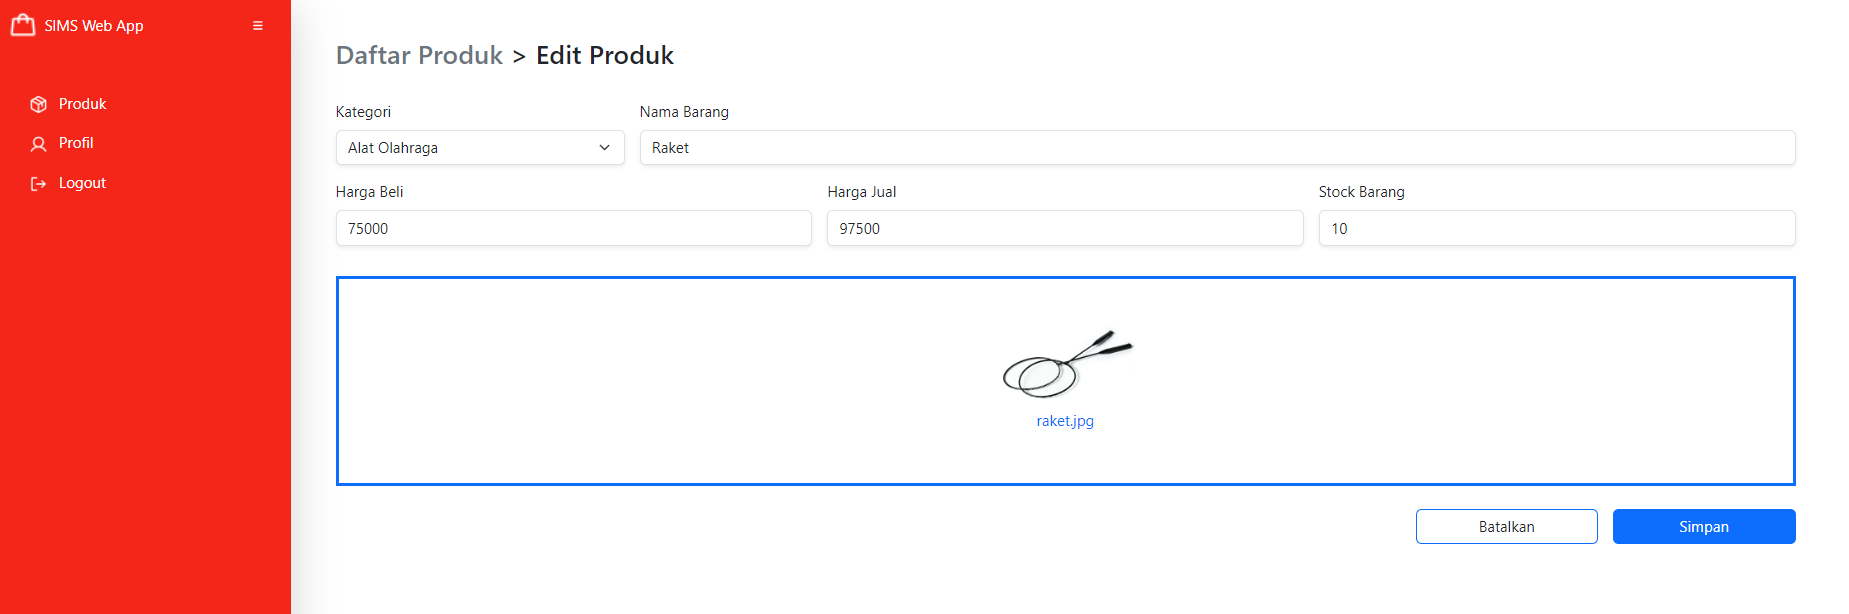 SIMS Web App
Produk
Profil
Logout
Daftar Produk > Edit Produk
Kategori
Nama Barang
Alat Olahraga
Raket
Harga Beli
Harga Jual
Stock Barang
75000
97500
10
raket.jpg
Batalkan
Simpan